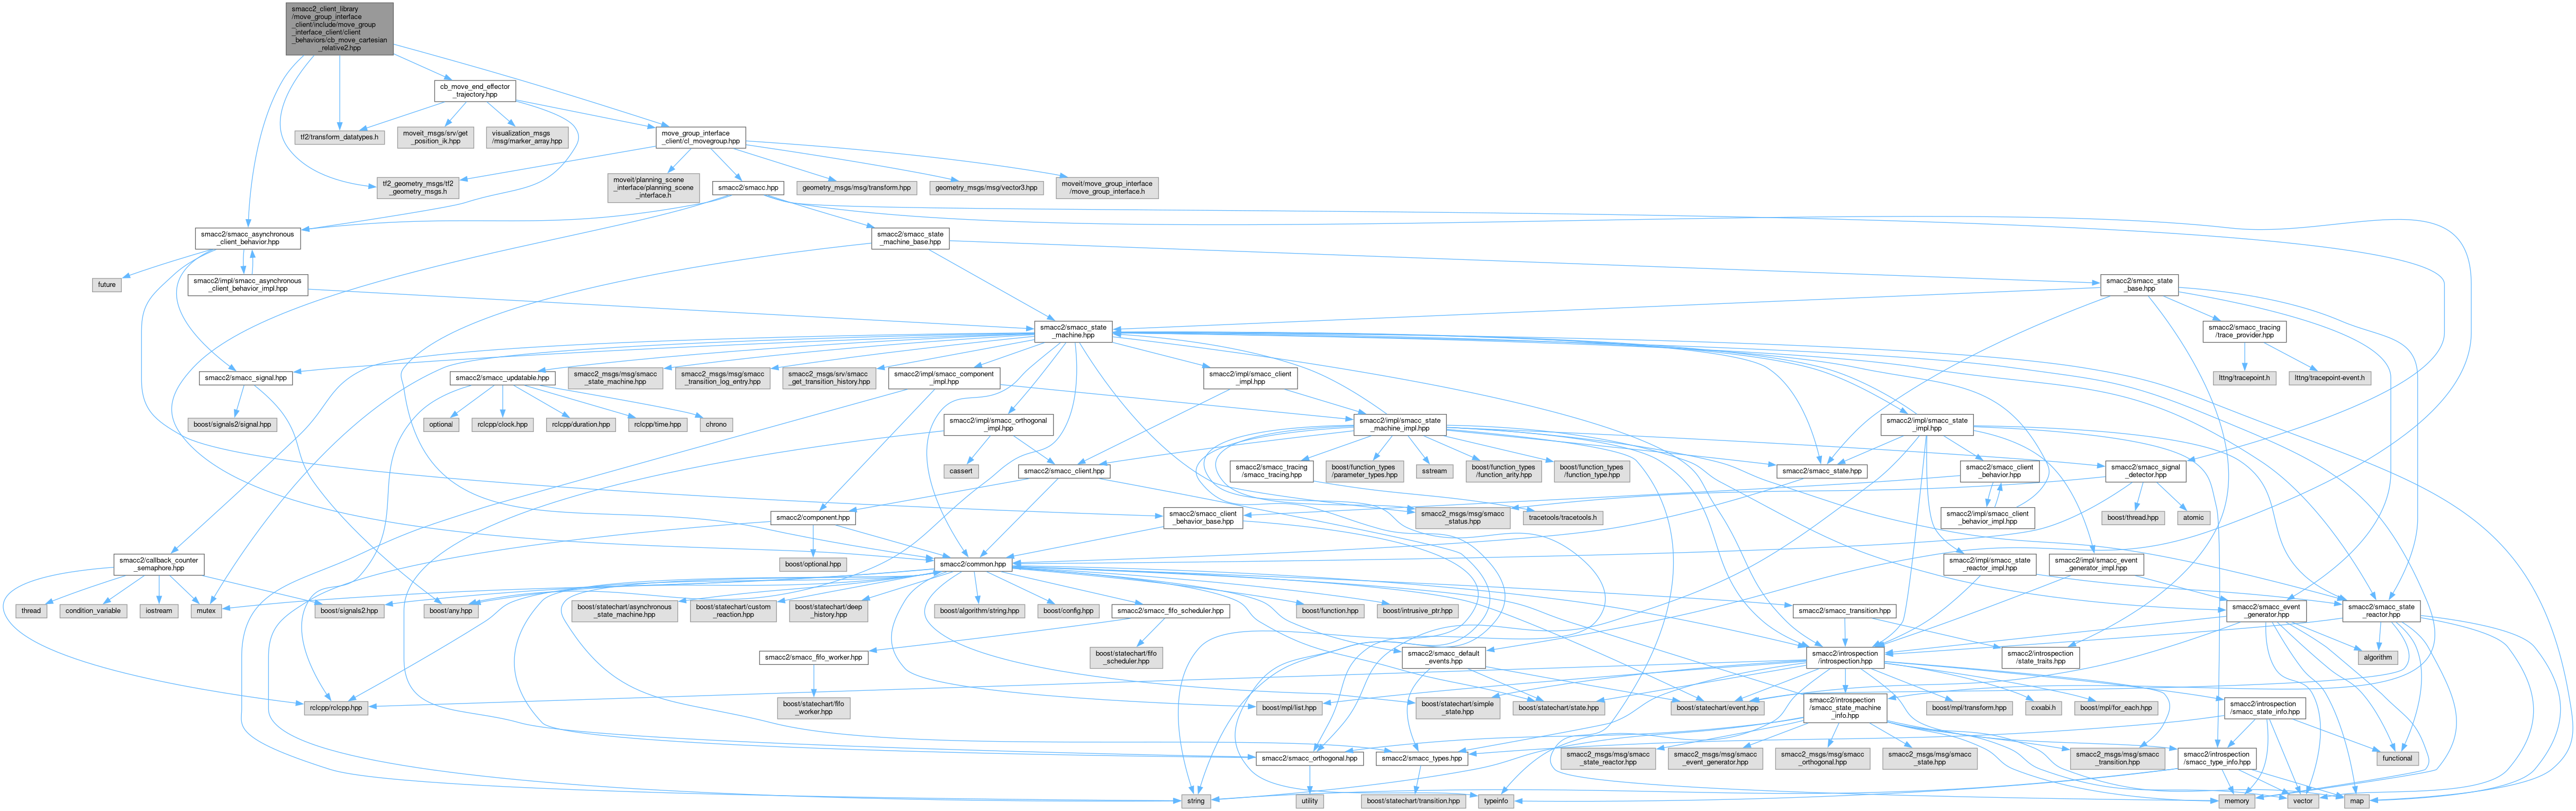 smacc2_client_library
/move_group_interface
_client/include/move_group
_interface_client/client
_behaviors/cb_move_cartesian
_relative2.hpp
cb_move_end_effector
_trajectory.hpp
tf2/transform_datatypes.h
moveit_msgs/srv/get
_position_ik.hpp
visualization_msgs
/msg/marker_array.hpp
move_group_interface
_client/cl_movegroup.hpp
tf2_geometry_msgs/tf2
_geometry_msgs.h
moveit/planning_scene
_interface/planning_scene
_interface.h
smacc2/smacc.hpp
geometry_msgs/msg/transform.hpp
geometry_msgs/msg/vector3.hpp
moveit/move_group_interface
/move_group_interface.h
smacc2/smacc_asynchronous
_client_behavior.hpp
smacc2/smacc_state
_machine_base.hpp
future
smacc2/impl/smacc_asynchronous
_client_behavior_impl.hpp
smacc2/smacc_state
_base.hpp
smacc2/smacc_state
_machine.hpp
smacc2/smacc_tracing
/trace_provider.hpp
smacc2/smacc_signal.hpp
smacc2/smacc_updatable.hpp
smacc2_msgs/msg/smacc
_state_machine.hpp
smacc2_msgs/msg/smacc
_transition_log_entry.hpp
smacc2_msgs/srv/smacc
_get_transition_history.hpp
smacc2/impl/smacc_component
_impl.hpp
smacc2/impl/smacc_client
_impl.hpp
lttng/tracepoint.h
lttng/tracepoint-event.h
boost/signals2/signal.hpp
optional
rclcpp/clock.hpp
rclcpp/duration.hpp
rclcpp/time.hpp
chrono
smacc2/impl/smacc_orthogonal
_impl.hpp
smacc2/impl/smacc_state
_machine_impl.hpp
smacc2/impl/smacc_state
_impl.hpp
cassert
smacc2/smacc_client.hpp
smacc2/smacc_tracing
/smacc_tracing.hpp
boost/function_types
/parameter_types.hpp
sstream
boost/function_types
/function_arity.hpp
boost/function_types
/function_type.hpp
smacc2/smacc_state.hpp
smacc2/smacc_client
_behavior.hpp
smacc2/smacc_signal
_detector.hpp
smacc2/component.hpp
smacc2/smacc_client
_behavior_base.hpp
smacc2_msgs/msg/smacc
_status.hpp
tracetools/tracetools.h
smacc2/impl/smacc_client
_behavior_impl.hpp
boost/thread.hpp
atomic
smacc2/callback_counter
_semaphore.hpp
boost/optional.hpp
smacc2/common.hpp
smacc2/impl/smacc_state
_reactor_impl.hpp
smacc2/impl/smacc_event
_generator_impl.hpp
thread
condition_variable
iostream
mutex
boost/signals2.hpp
boost/any.hpp
boost/statechart/asynchronous
_state_machine.hpp
boost/statechart/custom
_reaction.hpp
boost/statechart/deep
_history.hpp
boost/algorithm/string.hpp
boost/config.hpp
smacc2/smacc_fifo_scheduler.hpp
boost/function.hpp
boost/intrusive_ptr.hpp
smacc2/smacc_transition.hpp
smacc2/smacc_event
_generator.hpp
smacc2/smacc_state
_reactor.hpp
smacc2/smacc_fifo_worker.hpp
boost/statechart/fifo
_scheduler.hpp
smacc2/smacc_default
_events.hpp
smacc2/introspection
/introspection.hpp
smacc2/introspection
/state_traits.hpp
algorithm
rclcpp/rclcpp.hpp
boost/statechart/fifo
_worker.hpp
boost/mpl/list.hpp
boost/statechart/simple
_state.hpp
boost/statechart/state.hpp
boost/statechart/event.hpp
smacc2/introspection
/smacc_state_machine
_info.hpp
boost/mpl/transform.hpp
cxxabi.h
boost/mpl/for_each.hpp
smacc2/introspection
/smacc_state_info.hpp
smacc2/smacc_orthogonal.hpp
smacc2/smacc_types.hpp
smacc2_msgs/msg/smacc
_state_reactor.hpp
smacc2_msgs/msg/smacc
_event_generator.hpp
smacc2_msgs/msg/smacc
_orthogonal.hpp
smacc2_msgs/msg/smacc
_state.hpp
smacc2_msgs/msg/smacc
_transition.hpp
smacc2/introspection
/smacc_type_info.hpp
functional
string
utility
boost/statechart/transition.hpp
typeinfo
memory
vector
map